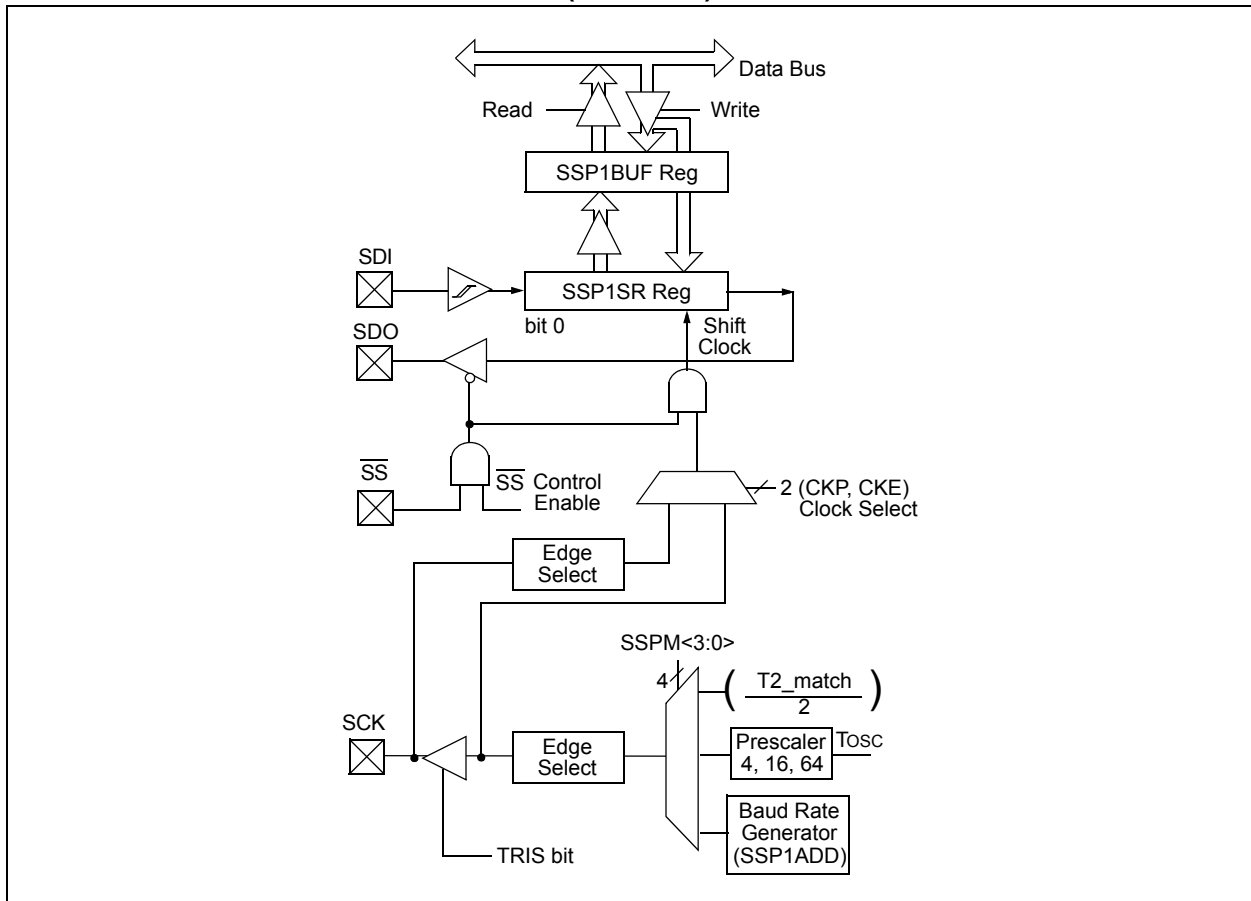 Data Bus
Read
Write
SSP1BUF Reg
SDI
SSP1SR Reg
bit 0
Shift
Clock
SDO
SS
SS Control
Enable
2 (CKP, CKE)
Clock Select
Edge
Select
SSPM<3:0>
4
( T2_match )
2
SCK
Edge
Select
Prescaler
4, 16, 64
TOSC
Baud Rate
Generator
(SSP1ADD)
TRIS bit